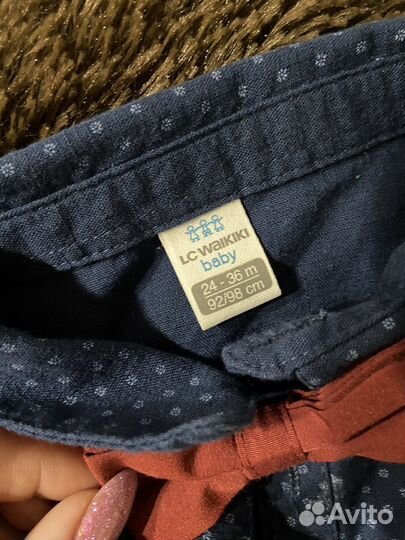 LC WAIKIKI
baby
24 - 36 m
92/98 cm
Avito